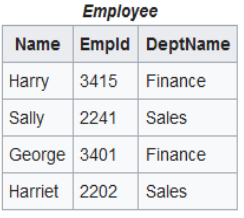 Employee
Name EmpId DeptName
Harry 3415 Finance
Sally 2241 Sales
George 3401 Finance
Harriet 2202 Sales